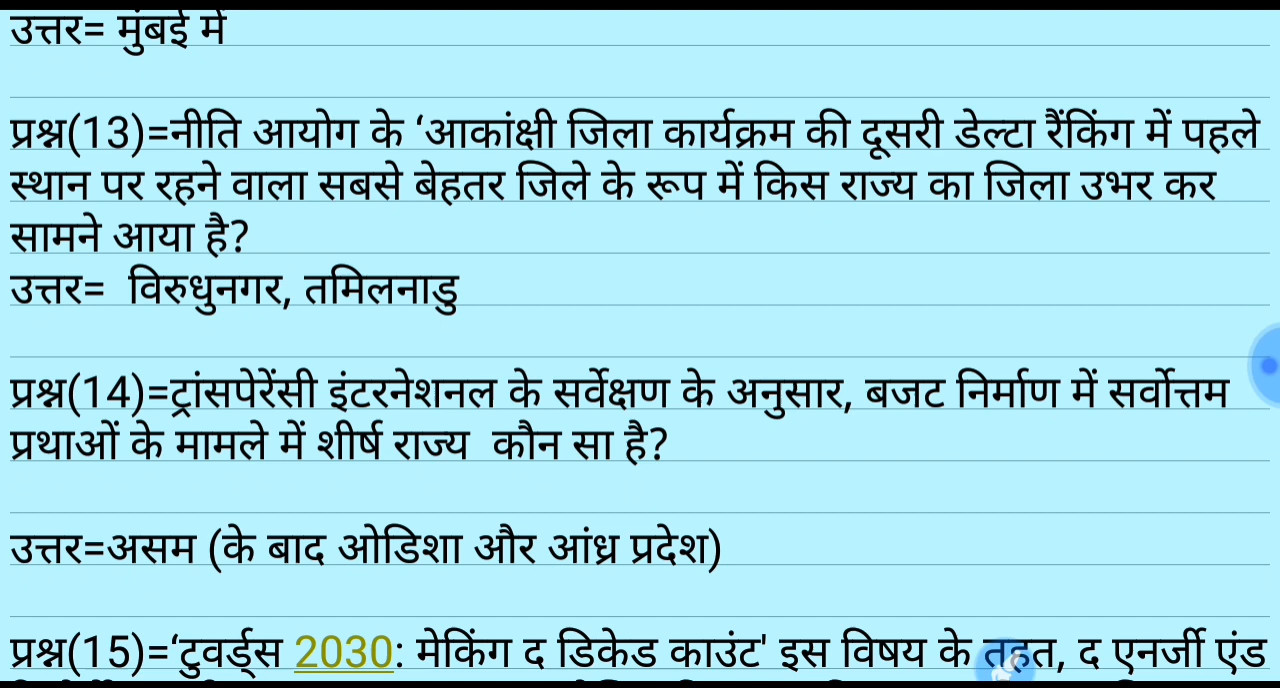 उत्तर= मुंबई में
प्रश्न(13)=नीति आयोग के ‘आकांक्षी जिला कार्यक्रम की दूसरी डेल्टा रैंकिंग में पहले
स्थान पर रहने वाला सबसे बेहतर जिले के रूप में किस राज्य का जिला उभर कर
सामने आया है?
उत्तर= विरुधुनगर, तमिलनाडु
प्रश्न(14)=ट्रांसपेरेंसी इंटरनेशनल के सर्वेक्षण के अनुसार, बजट निर्माण में सर्वोत्तम
प्रथाओं के मामले में शीर्ष राज्य कौन सा है?
उत्तर=असम (के बाद ओडिशा और आंध्र प्रदेश)
प्रश्न(15)=‘टुवर्ड्स 2030: मेकिंग द डिकेड काउंट' इस विषय के तहत, द एनर्जी एंड